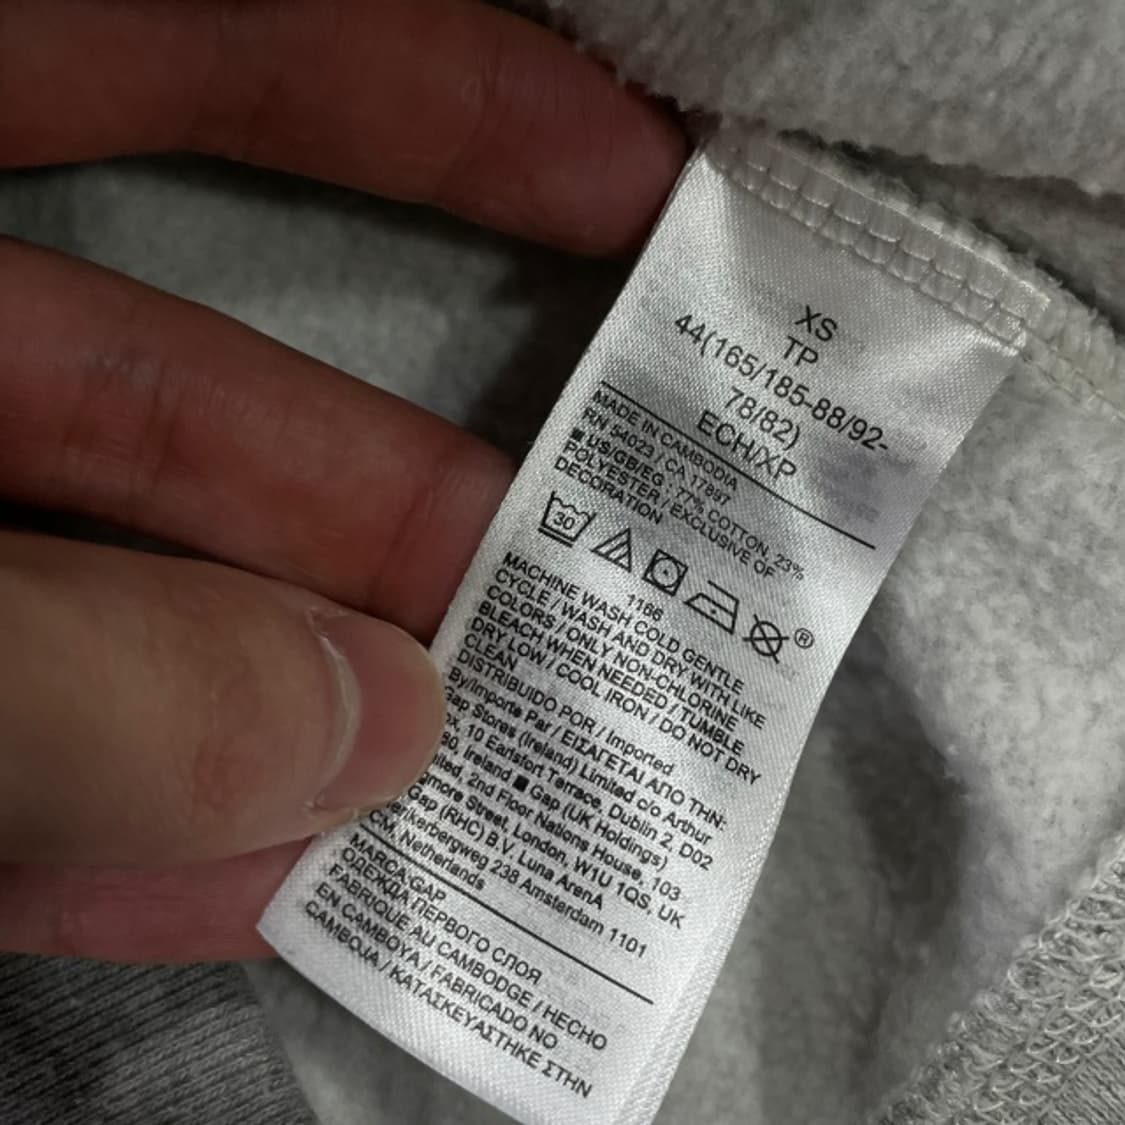 XS
TP
44(165/185-88/92-
78/82)
ECH/XP
MADE IN CAMBODIA
RN 54023 / CA 17897
■ US/GB/EG, 77% COTTON, 23%
POLYESTER / EXCLUSIVE OF
DECORATION
30
®
1166
MACHINE WASH COLD GENTLE
CYCLE / WASH AND DRY WITH LIKE
COLORS / ONLY NON-CHLORINE
BLEACH WHEN NEEDED / TUMBLE
DRY LOW / COOL IRON / DO NOT DRY
CLEAN
DISTRIBUIDO POR / Imported
By/Importe Par / ΕΙΣΑΓΕΤΑΙ ΑΠΟ ΤΗΝ:
Gap Stores (Ireland) Limited c/o Arthur
10 Earlsfort Terrace, Dublin 2, D02
Ireland ■ Gap (UK Holdings)
2nd Floor Nations House, 103
Street, London, W1U 1QS, UK
Gap (RHC) B.V. Luna ArenA
238 Amsterdam 1101
CM, Netherlands
MARCA:GAP
ОДЕЖДА ПЕРВОГО СЛОЯ
FABRIQUE AU CAMBODGE / HECHO
EN CAMBOYA / FABRICADO NO
CAMBOJA / ΚΑΤΑΣΚΕΥΑΣΤΗΚΕ ΣΤΗΝ